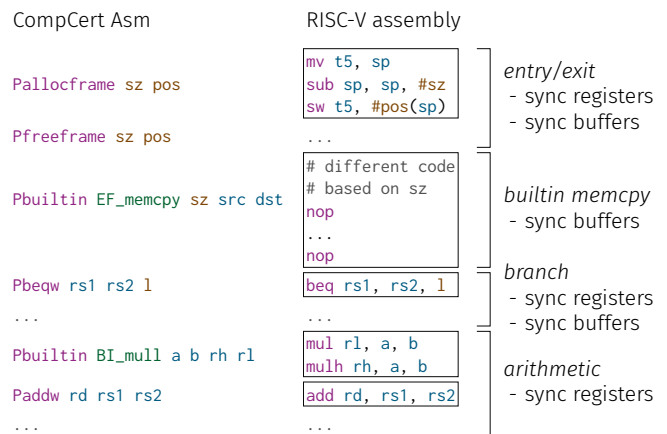 CompCert Asm RISC-V assembly
mv t5, sp
Pallocframe sz pos sub sp, sp, #sz
sw t5, #pos(sp)
entry/exit
- sync registers
- sync buffers
Pfreeframe sz pos ...
# different code
# based on sz
Pbuiltin EF_memcpy sz src dst nop
...
nop
builtin memcpy
- sync buffers
Pbeqw rs1 rs2 l beq rs1, rs2, l
... ...
branch
- sync registers
- sync buffers
Pbuiltin BI_mull a b rh rl mul rl, a, b
mulh rh, a, b
Paddw rd rs1 rs2 add rd, rs1, rs2
... ...
arithmetic
- sync registers